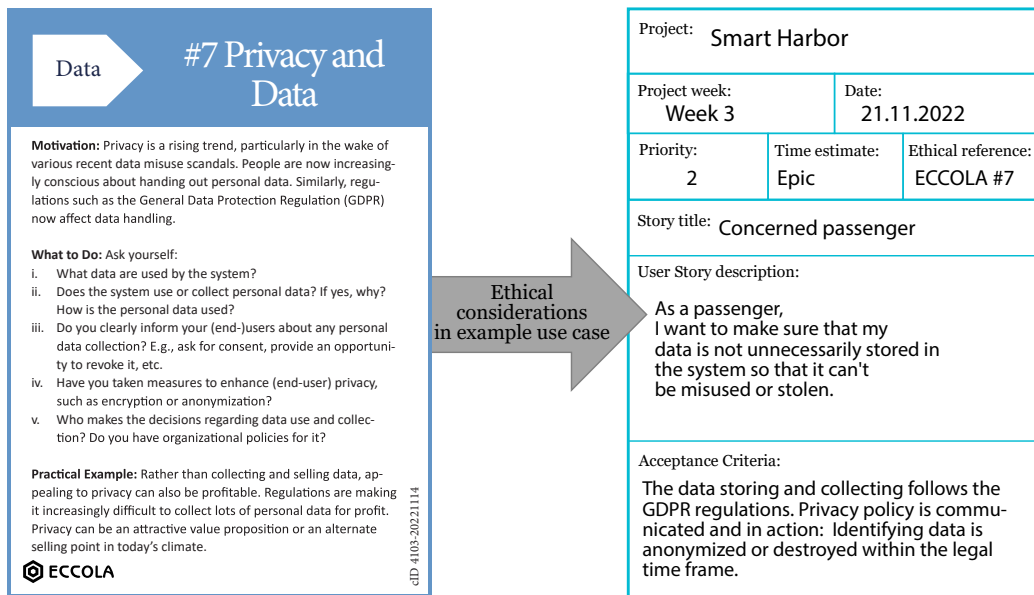 Data
#7 Privacy and
Data
Motivation: Privacy is a rising trend, particularly in the wake of
various recent data misuse scandals. People are now increasing-
ly conscious about handing out personal data. Similarly, regu-
lations such as the General Data Protection Regulation (GDPR)
now affect data handling.
What to Do: Ask yourself:
i. What data are used by the system?
ii. Does the system use or collect personal data? If yes, why?
How is the personal data used?
iii. Do you clearly inform your (end-)users about any personal
data collection? E.g., ask for consent, provide an opportuni-
ty to revoke it, etc.
iv. Have you taken measures to enhance (end-user) privacy,
such as encryption or anonymization?
v. Who makes the decisions regarding data use and collec-
tion? Do you have organizational policies for it?
Practical Example: Rather than collecting and selling data, ap-
pealing to privacy can also be profitable. Regulations are making
it increasingly difficult to collect lots of personal data for profit.
Privacy can be an attractive value proposition or an alternate
selling point in today's climate.
ECCOLA
cID 4103-20221114
Ethical
considerations
in example use case
Project: Smart Harbor
Project week:
Week 3
Date:
21.11.2022
Priority:
2
Time estimate:
Epic
Ethical reference:
ECCOLA #7
Story title: Concerned passenger
User Story description:
As a passenger,
I want to make sure that my
data is not unnecessarily stored in
the system so that it can't
be misused or stolen.
Acceptance Criteria:
The data storing and collecting follows the
GDPR regulations. Privacy policy is commu-
nicated and in action: Identifying data is
anonymized or destroyed within the legal
time frame.